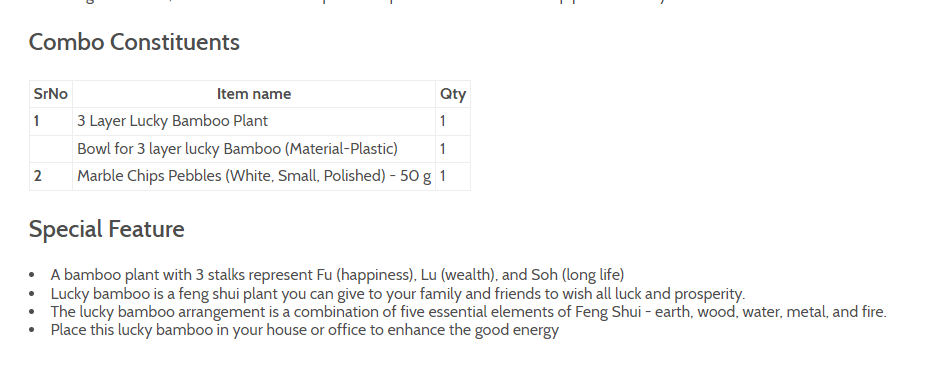 Combo Constituents
SrNo Item name Qty
1 3 Layer Lucky Bamboo Plant 1
Bowl for 3 layer lucky Bamboo (Material-Plastic) 1
2 Marble Chips Pebbles (White, Small, Polished) - 50 g 1
Special Feature
• A bamboo plant with 3 stalks represent Fu (happiness), Lu (wealth), and Soh (long life)
• Lucky bamboo is a feng shui plant you can give to your family and friends to wish all luck and prosperity.
• The lucky bamboo arrangement is a combination of five essential elements of Feng Shui - earth, wood, water, metal, and fire.
• Place this lucky bamboo in your house or office to enhance the good energy